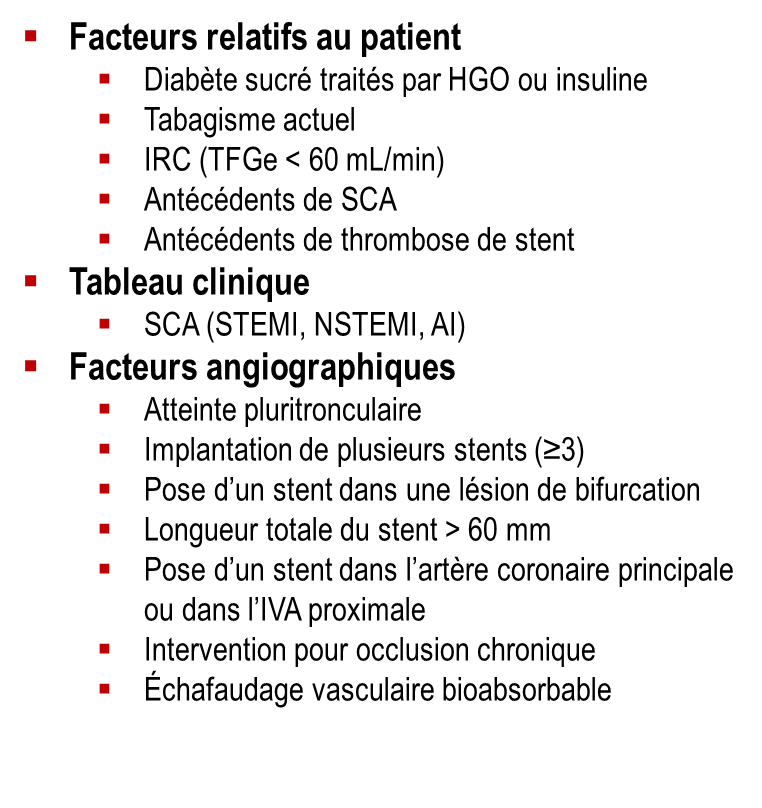 Facteurs relatifs au patient
Diabète sucré traités par HGO ou insuline
Tabagisme actuel
IRC (TFGe < 60 mL/min)
Antécédents de SCA
Antécédents de thrombose de stent
Tableau clinique
SCA (STEMI, NSTEMI, AI)
Facteurs angiographiques
Atteinte pluritronculaire
Implantation de plusieurs stents (≥3)
Pose d’un stent dans une lésion de bifurcation
Longueur totale du stent > 60 mm
Pose d’un stent dans l’artère coronaire principale
ou dans l’IVA proximale
Intervention pour occlusion chronique
Échafaudage vasculaire bioabsorbable